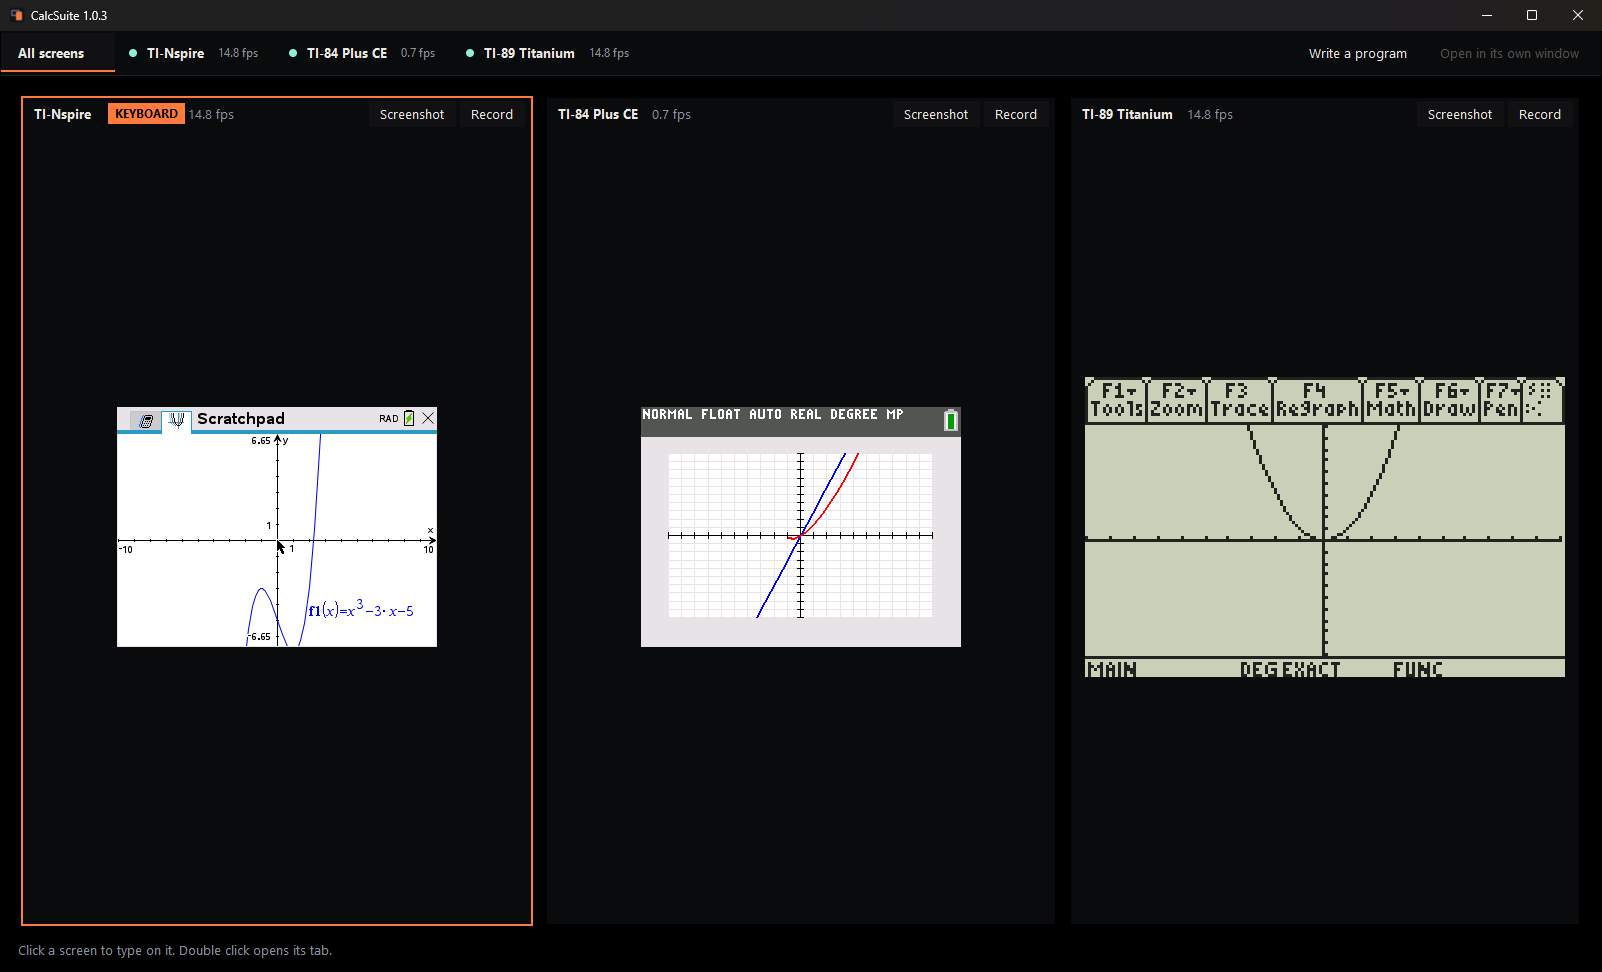 CalcSuite 1.0.3
All screens TI-Nspire 14.8 fps TI-84 Plus CE 0.7 fps TI-89 Titanium 14.8 fps Write a program Open in its own window
TI-Nspire KEYBOARD 14.8 fps Screenshot Record
Scratchpad RAD
6.65 y
1
x
-10 1 10
f1(x)=x³-3·x-5
-6.65
TI-84 Plus CE 0.7 fps Screenshot Record
NORMAL FLOAT AUTO REAL DEGREE MP
TI-89 Titanium 14.8 fps Screenshot Record
F1 F2 F3 F4 F5 F6 F7
Tools Zoom Trace ReGraph Math Draw Pen
MAIN DEG EXACT FUNC
Click a screen to type on it. Double click opens its tab.